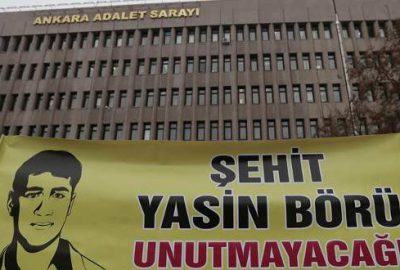 ANKARA ADALET SARAYI
ŞEHİT
YASİN BÖRÜ
UNUTMAYACAĞ